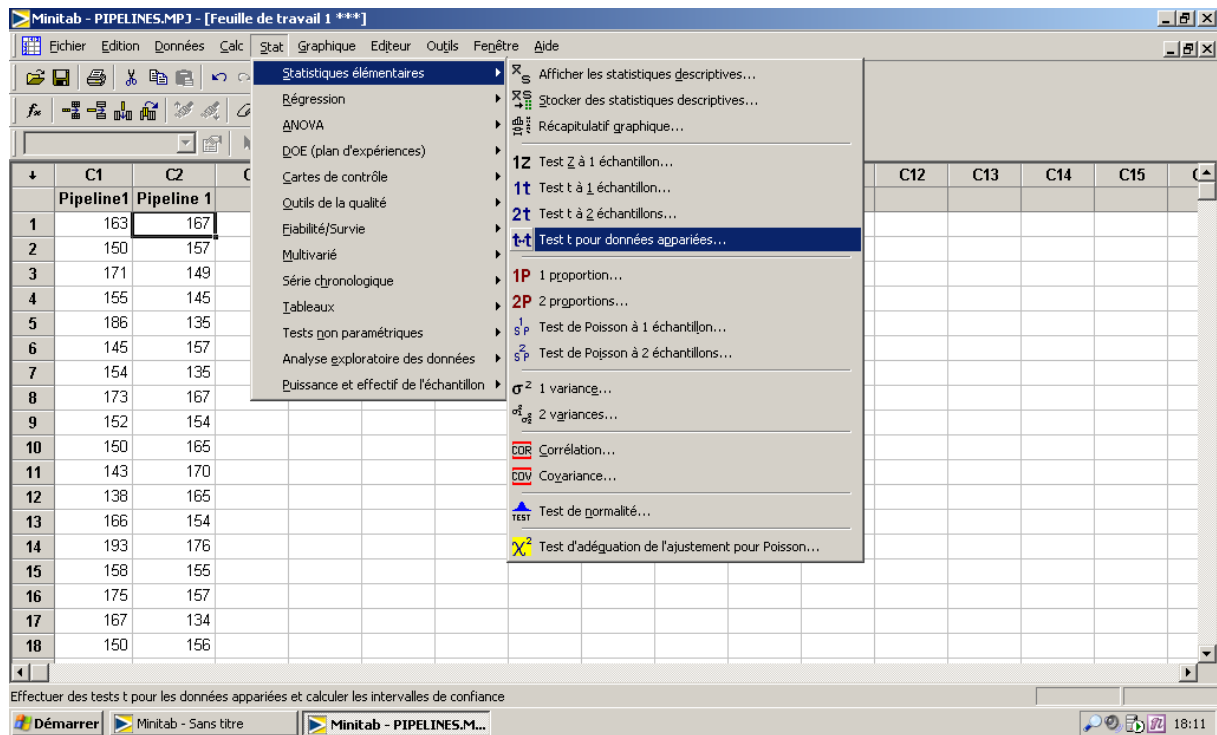 Minitab - PIPELINES.MPJ - [Feuille de travail 1 ***]
Fichier Edition Données Calc Stat Graphique Editeur Outils Fenêtre Aide
Statistiques élémentaires
Régression
ANOVA
DOE (plan d'expériences)
Cartes de contrôle
Outils de la qualité
Fiabilité/Survie
Multivarié
Série chronologique
Tableaux
Tests non paramétriques
Analyse exploratoire des données
Puissance et effectif de l'échantillon
Afficher les statistiques descriptives...
Stocker des statistiques descriptives...
Récapitulatif graphique...
1Z Test Z à 1 échantillon...
1t Test t à 1 échantillon...
2t Test t à 2 échantillons...
t-t Test t pour données appariées...
1P 1 proportion...
2P 2 proportions...
Test de Poisson à 1 échantillon...
Test de Poisson à 2 échantillons...
σ² 1 variance...
2 variances...
COR Corrélation...
COV Covariance...
TEST Test de normalité...
χ² Test d'adéquation de l'ajustement pour Poisson...
C1 C2 C12 C13 C14 C15
Pipeline1 Pipeline 1
1 163 167
2 150 157
3 171 149
4 155 145
5 186 135
6 145 157
7 154 135
8 173 167
9 152 154
10 150 165
11 143 170
12 138 165
13 166 154
14 193 176
15 158 155
16 175 157
17 167 134
18 150 156
Effectuer des tests t pour les données appariées et calculer les intervalles de confiance
Démarrer Minitab - Sans titre Minitab - PIPELINES.M... 18:11